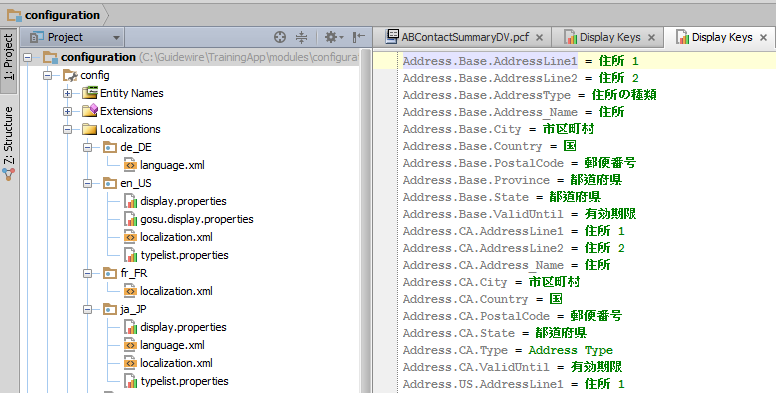 configuration
Project
1: Project
7: Structure
configuration (C:\Guidewire\TrainingApp\modules\configura
config
Entity Names
Extensions
Localizations
de_DE
language.xml
en_US
display.properties
gosu.display.properties
localization.xml
typelist.properties
fr_FR
localization.xml
ja_JP
display.properties
language.xml
localization.xml
typelist.properties
ABContactSummaryDV.pcf
Display Keys
Display Keys
Address.Base.AddressLine1 = 住所 1
Address.Base.AddressLine2 = 住所 2
Address.Base.AddressType = 住所の種類
Address.Base.Address_Name = 住所
Address.Base.City = 市区町村
Address.Base.Country = 国
Address.Base.PostalCode = 郵便番号
Address.Base.Province = 都道府県
Address.Base.State = 都道府県
Address.Base.ValidUntil = 有効期限
Address.CA.AddressLine1 = 住所 1
Address.CA.AddressLine2 = 住所 2
Address.CA.Address_Name = 住所
Address.CA.City = 市区町村
Address.CA.Country = 国
Address.CA.PostalCode = 郵便番号
Address.CA.State = 都道府県
Address.CA.Type = Address Type
Address.CA.ValidUntil = 有効期限
Address.US.AddressLine1 = 住所 1